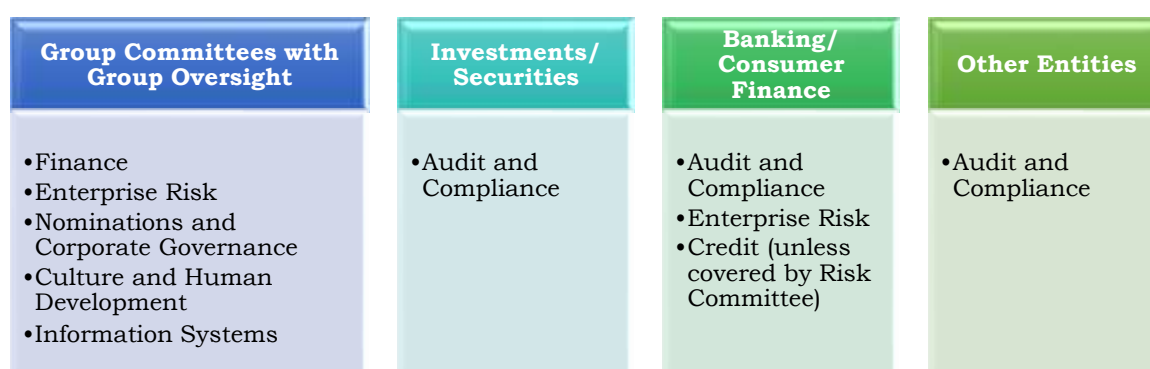 Group Committees with
Group Oversight
•Finance
•Enterprise Risk
•Nominations and
Corporate Governance
•Culture and Human
Development
•Information Systems
Investments/
Securities
•Audit and
Compliance
Banking/
Consumer
Finance
•Audit and
Compliance
•Enterprise Risk
•Credit (unless
covered by Risk
Committee)
Other Entities
•Audit and
Compliance